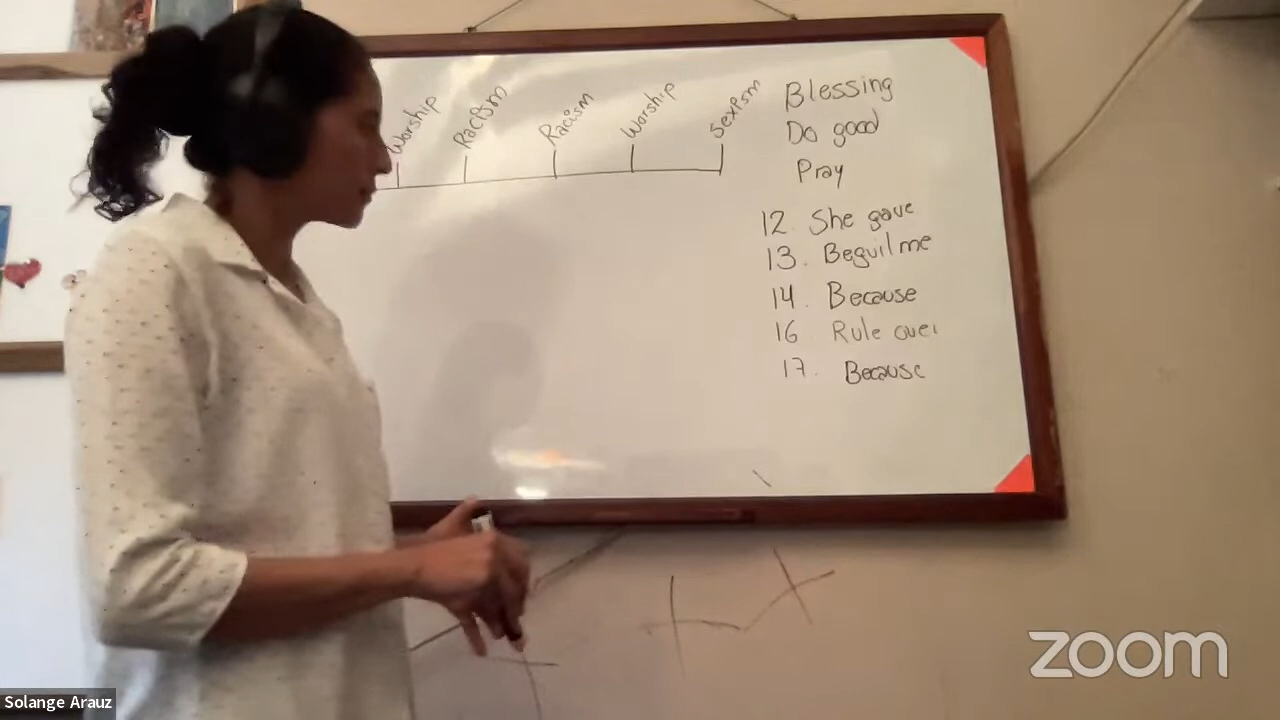 Worship
Racism
Racism
Worship
Sexism
Blessing
Do good
Pray
12. She gave
13. Beguil me
14. Because
16 Rule over
17. Because
zoom
Solange Arauz